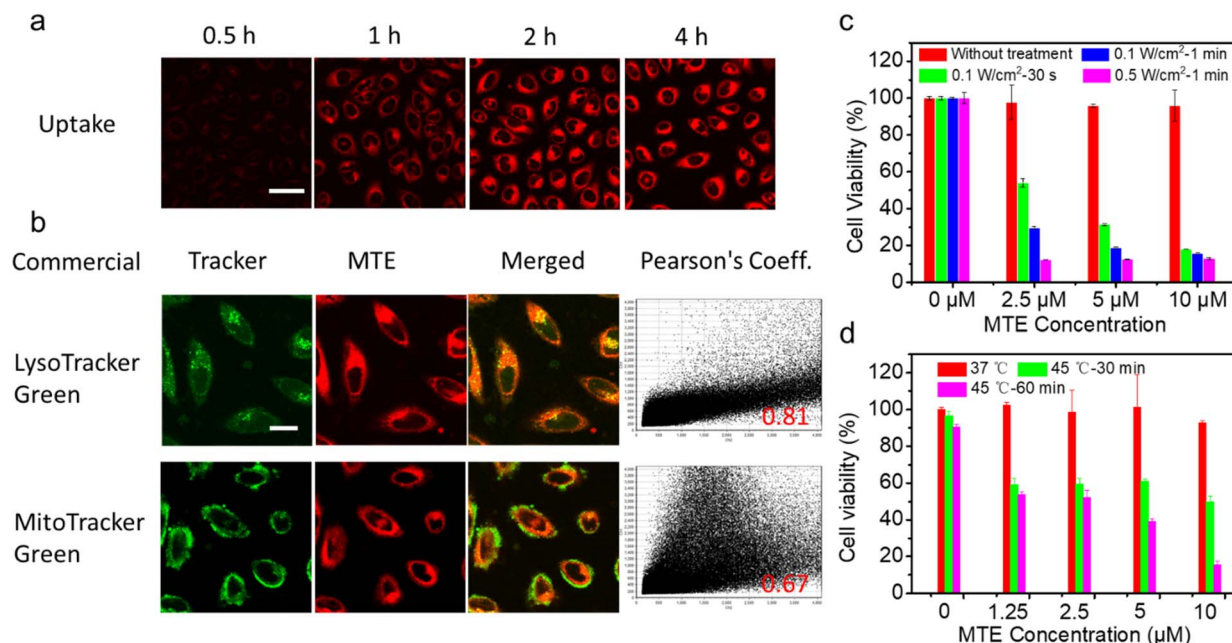 a
0.5 h 1 h 2 h 4 h
Uptake
b
Commercial Tracker MTE Merged Pearson's Coeff.
LysoTracker
Green
0.81
MitoTracker
Green
0.67
c
Without treatment 0.1 W/cm²-1 min
0.1 W/cm²-30 s 0.5 W/cm²-1 min
Cell Viability (%)
120
100
80
60
40
20
0
0 µM 2.5 µM 5 µM 10 µM
MTE Concentration
d
37 ℃ 45 ℃-30 min
45 ℃-60 min
Cell viability (%)
120
100
80
60
40
20
0
0 1.25 2.5 5 10
MTE Concentration (µM)